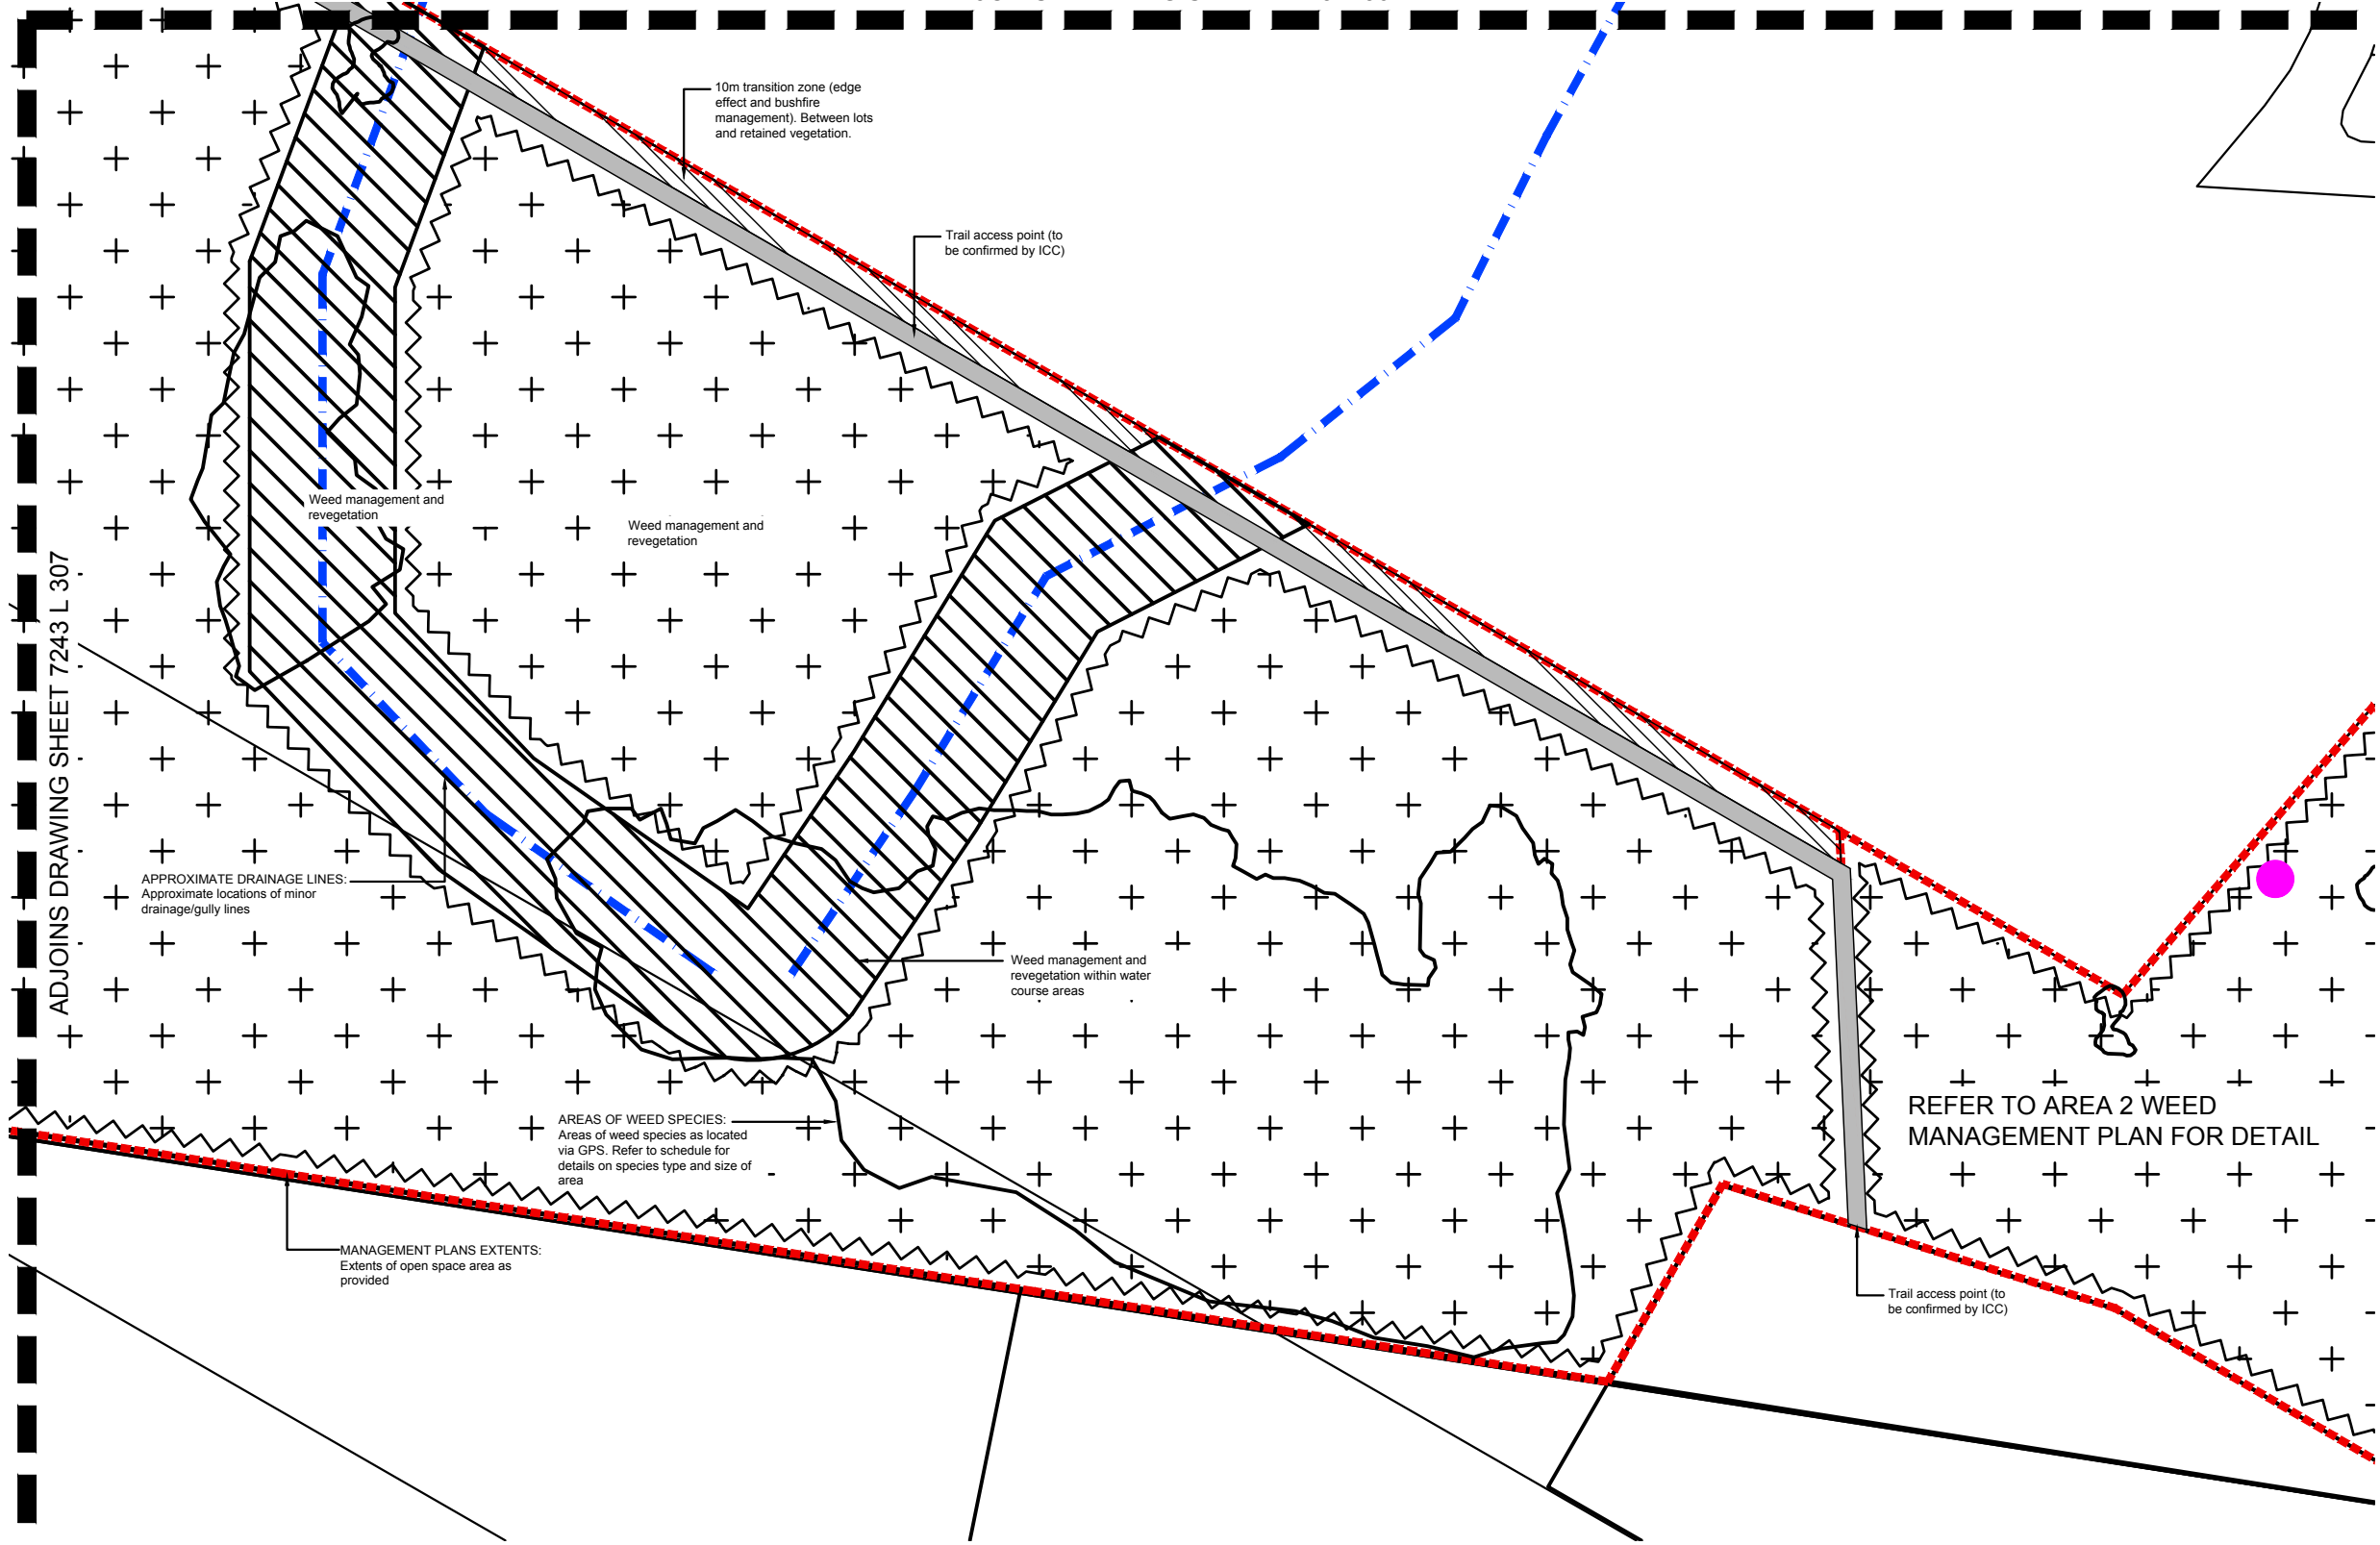 10m transition zone (edge
effect and bushfire
management). Between lots
and retained vegetation.
Trail access point (to
be confirmed by ICC)
Weed management and
revegetation
Weed management and
revegetation
ADJOINS DRAWING SHEET 7243 L 307
APPROXIMATE DRAINAGE LINES:
Approximate locations of minor
drainage/gully lines
Weed management and
revegetation within water
course areas
AREAS OF WEED SPECIES:
Areas of weed species as located
via GPS. Refer to schedule for
details on species type and size of
area
REFER TO AREA 2 WEED
MANAGEMENT PLAN FOR DETAIL
MANAGEMENT PLANS EXTENTS:
Extents of open space area as
provided
Trail access point (to
be confirmed by ICC)